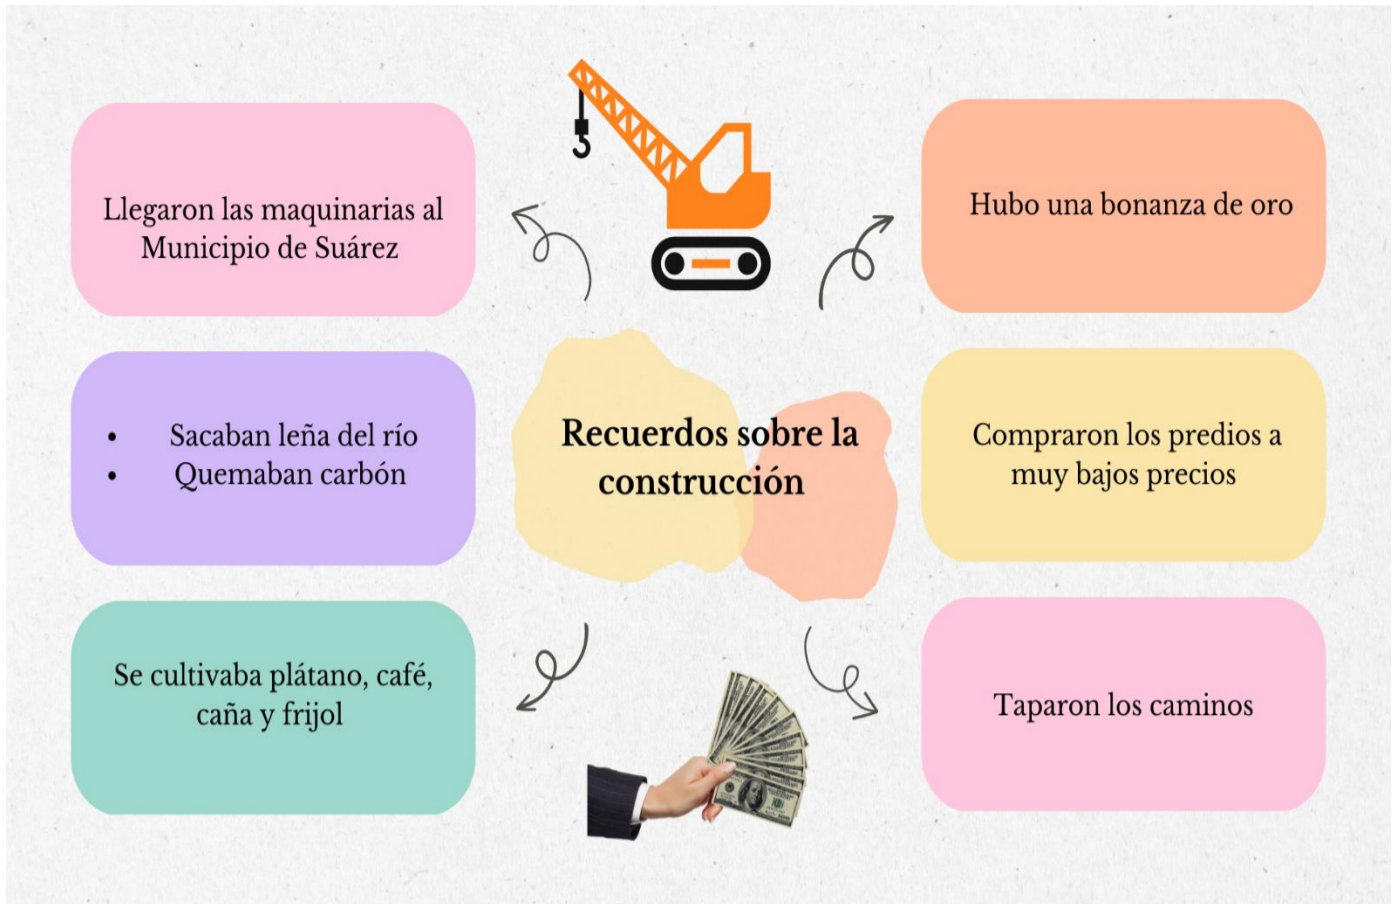 Llegaron las maquinarias al
Municipio de Suárez
• Sacaban leña del río
• Quemaban carbón
Se cultivaba plátano, café,
caña y frijol
Recuerdos sobre la
construcción
Hubo una bonanza de oro
Compraron los predios a
muy bajos precios
Taparon los caminos